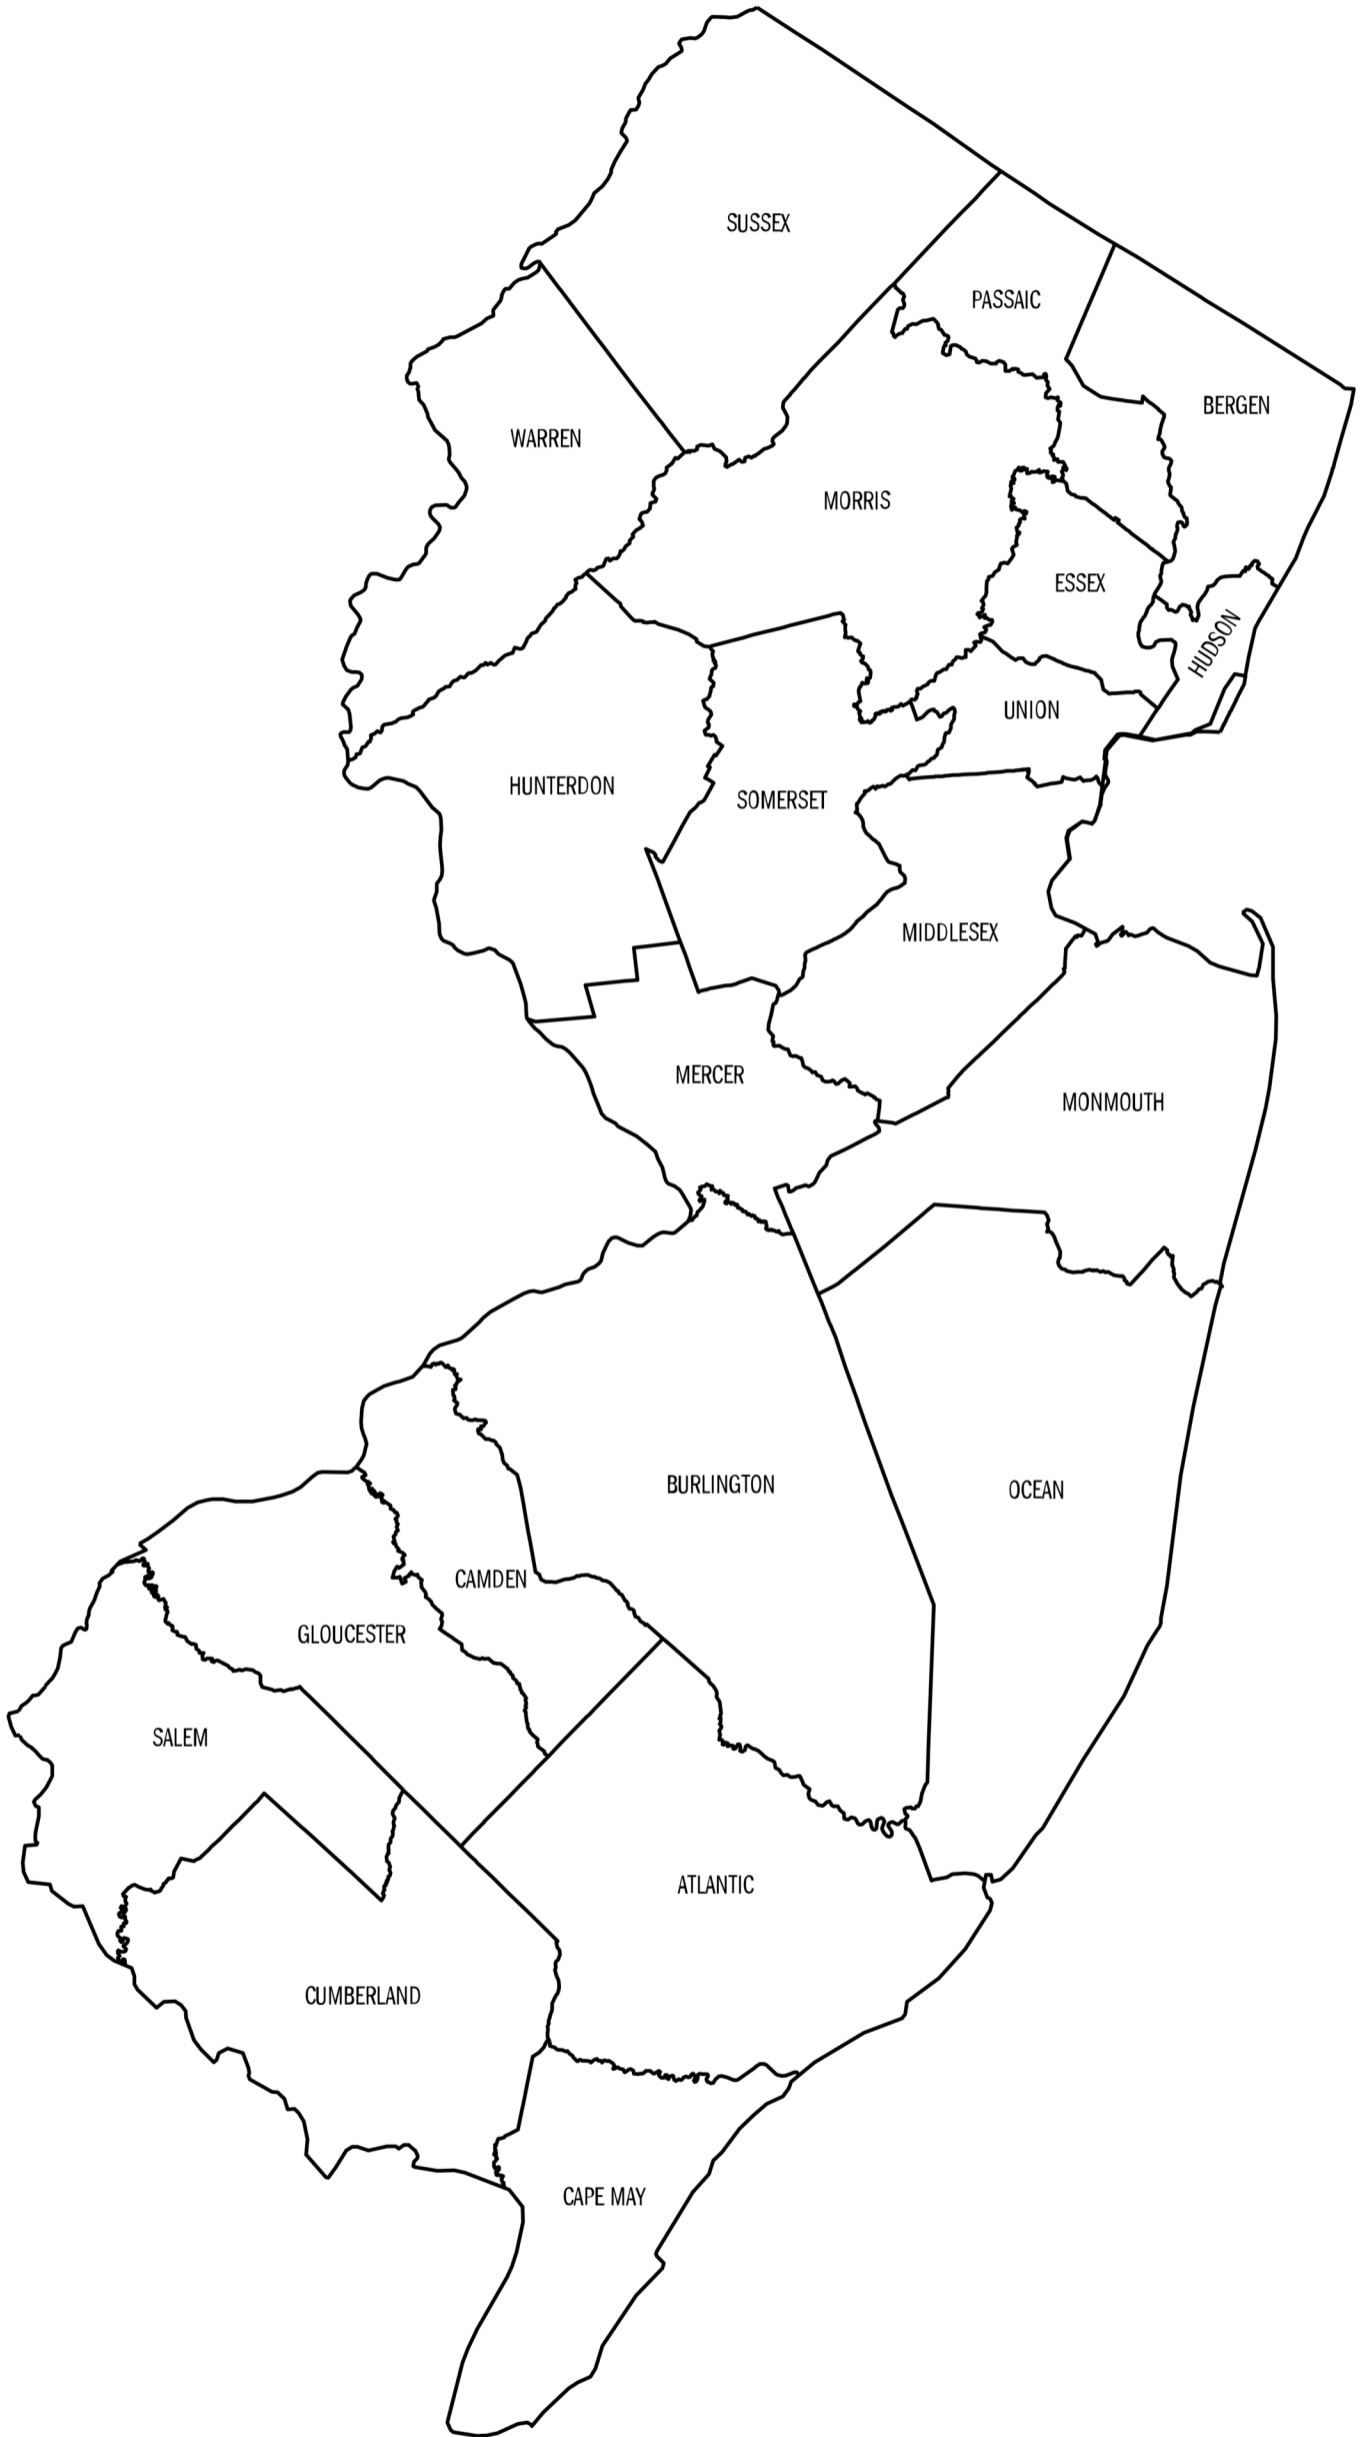 SUSSEX
PASSAIC
BERGEN
WARREN
MORRIS
ESSEX
HUDSON
UNION
HUNTERDON
SOMERSET
MIDDLESEX
MERCER
MONMOUTH
BURLINGTON
OCEAN
CAMDEN
GLOUCESTER
SALEM
ATLANTIC
CUMBERLAND
CAPE MAY